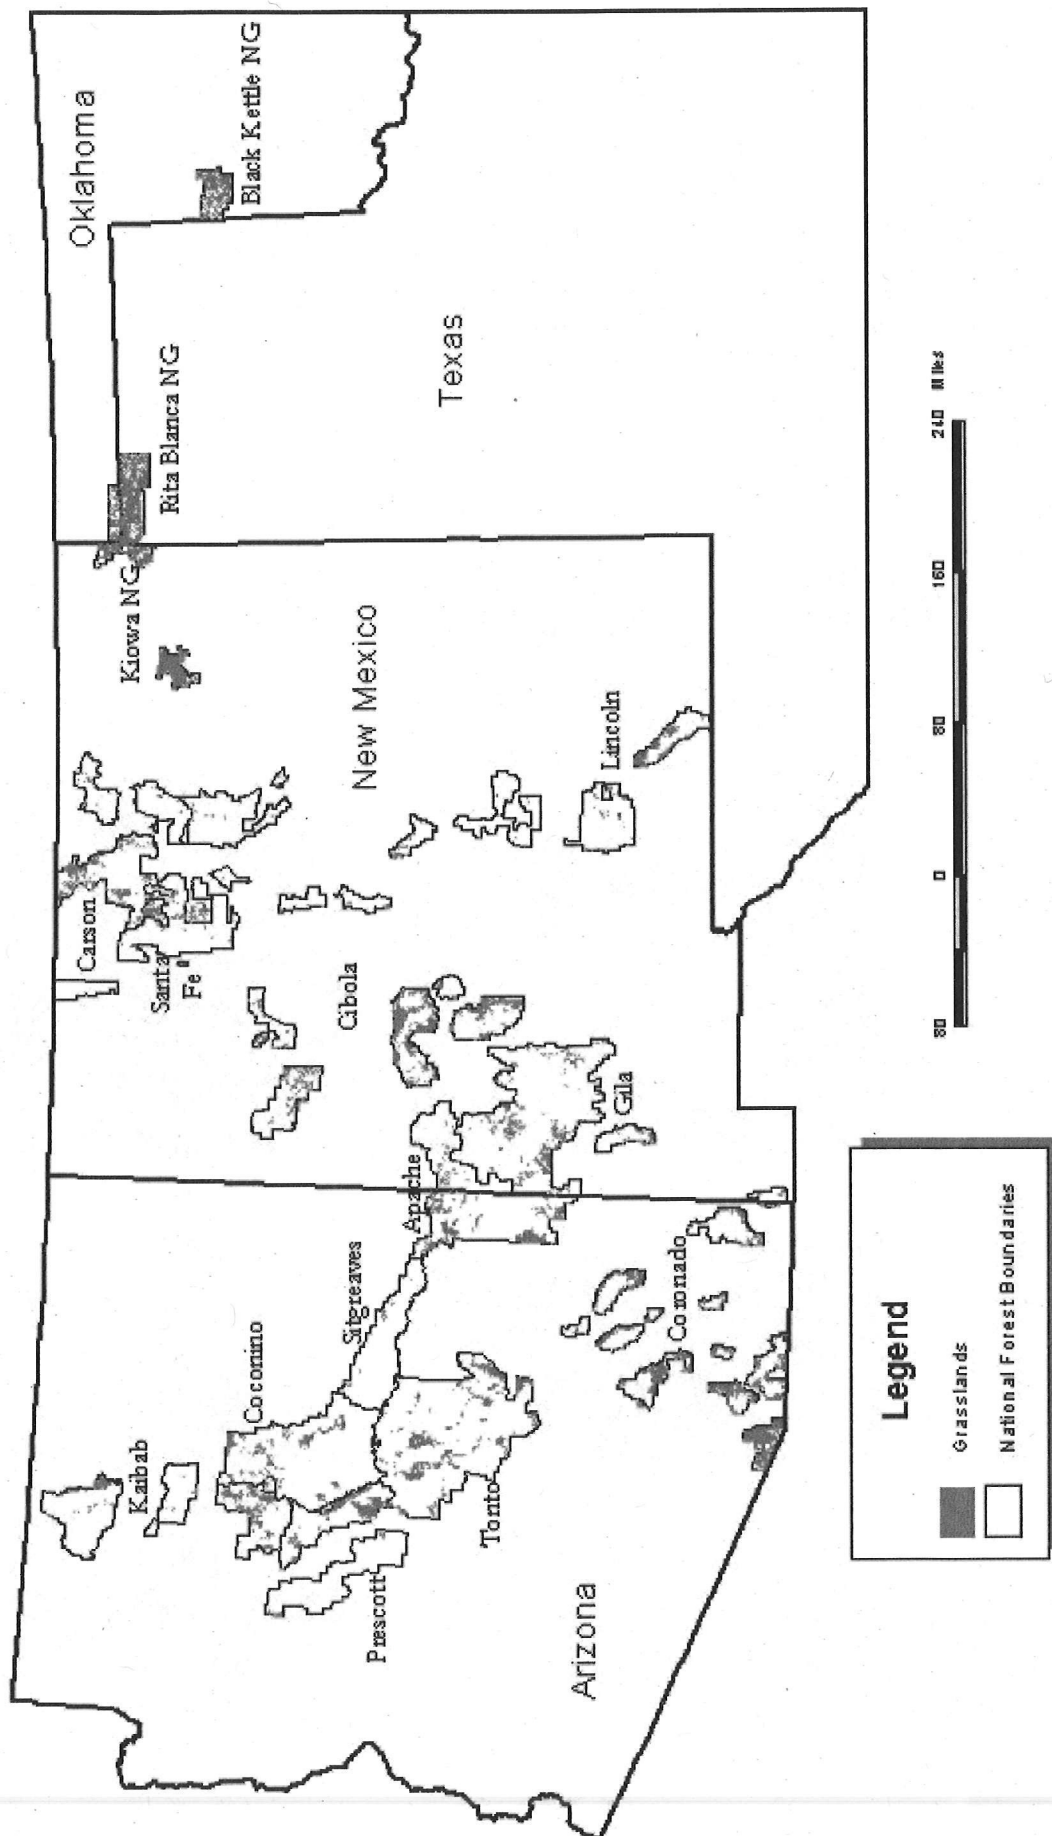 Oklahoma
Black Kettle NG
Rita Blanca NG
Kiowa NG
Texas
New Mexico
Carson
Santa
Fe
Cibola
Lincoln
Gila
Apache
Sitgreaves
Coconino
Kaibab
Prescott
Tonto
Coronado
Arizona
80 0 80 160 240 Miles
Legend
Grasslands
National Forest Boundaries